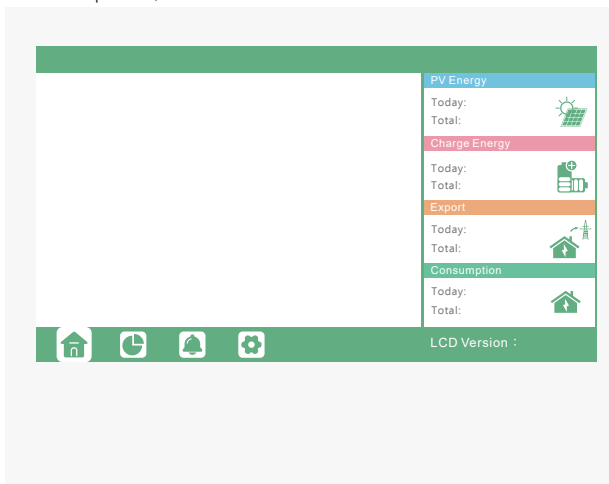 PV Energy
Today:
Total:
Charge Energy
Today:
Total:
Export
Today:
Total:
Consumption
Today:
Total:
LCD Version：